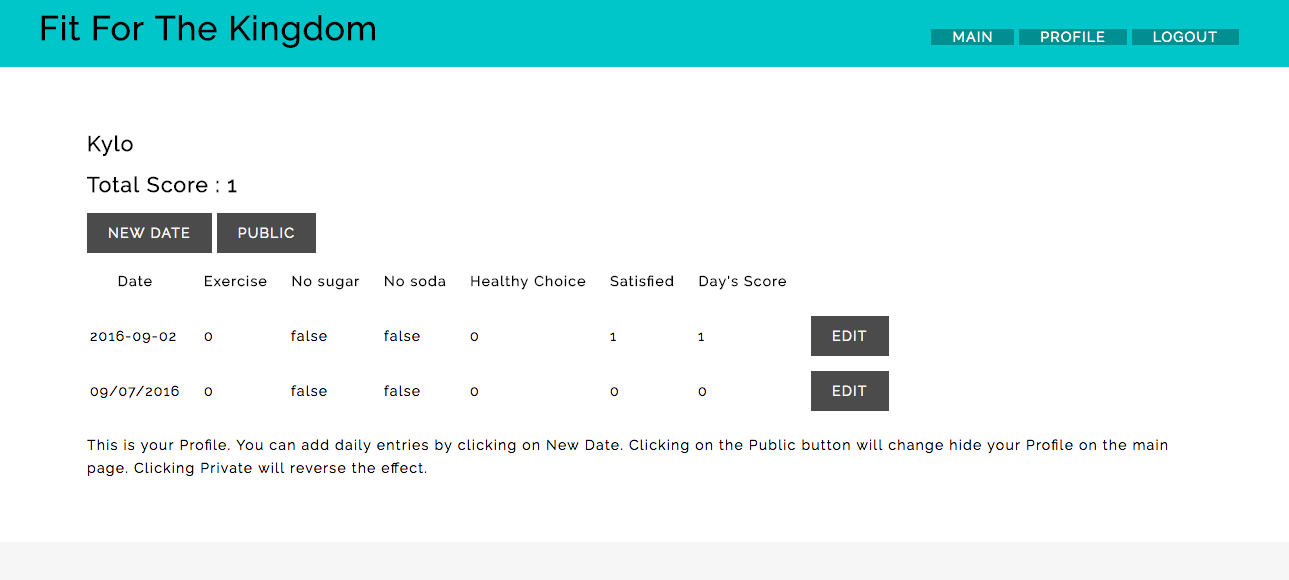 Fit For The Kingdom
MAIN PROFILE LOGOUT
Kylo
Total Score : 1
NEW DATE PUBLIC
Date Exercise No sugar No soda Healthy Choice Satisfied Day's Score
2016-09-02 0 false false 0 1 1 EDIT
09/07/2016 0 false false 0 0 0 EDIT
This is your Profile. You can add daily entries by clicking on New Date. Clicking on the Public button will change hide your Profile on the main
page. Clicking Private will reverse the effect.